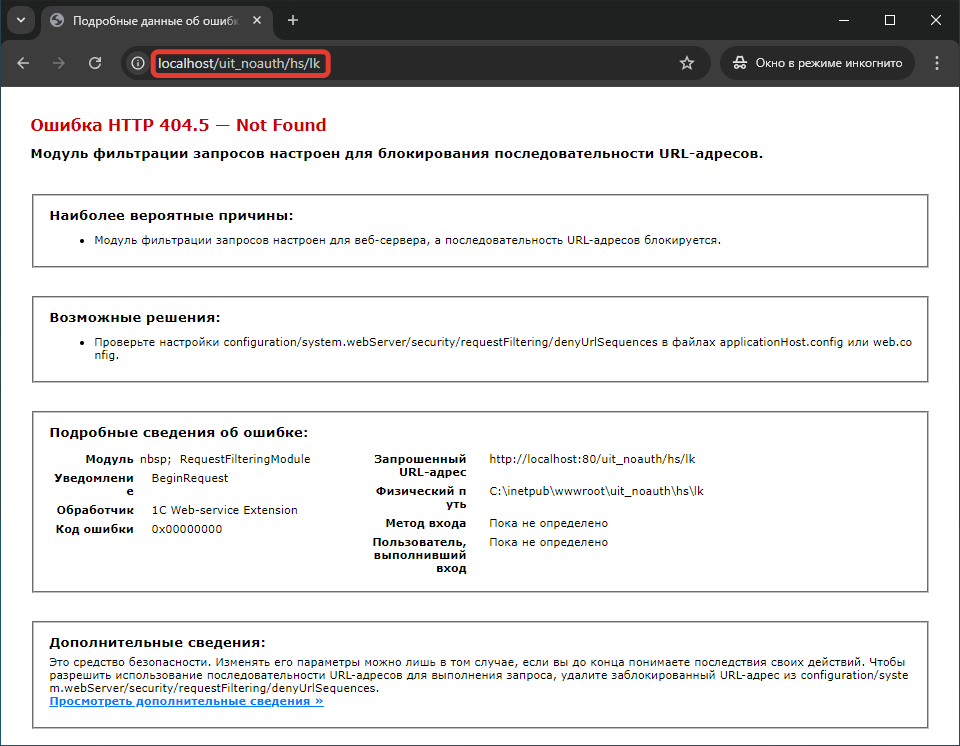 Подробные данные об ошибк
localhost/uit_noauth/hs/lk
Окно в режиме инкогнито
Ошибка HTTP 404.5 — Not Found
Модуль фильтрации запросов настроен для блокирования последовательности URL-адресов.
Наиболее вероятные причины:
• Модуль фильтрации запросов настроен для веб-сервера, а последовательность URL-адресов блокируется.
Возможные решения:
• Проверьте настройки configuration/system.webServer/security/requestFiltering/denyUrlSequences в файлах applicationHost.config или web.co
nfig.
Подробные сведения об ошибке:
Модуль nbsp; RequestFilteringModule
Уведомлени
е
BeginRequest
Обработчик 1C Web-service Extension
Код ошибки 0x00000000
Запрошенный
URL-адрес
http://localhost:80/uit_noauth/hs/lk
Физический п
уть
C:\inetpub\wwwroot\uit_noauth\hs\lk
Метод входа Пока не определено
Пользователь,
выполнивший
вход
Пока не определено
Дополнительные сведения:
Это средство безопасности. Изменять его параметры можно лишь в том случае, если вы до конца понимаете последствия своих действий. Чтобы
разрешить использование последовательности URL-адресов для выполнения запроса, удалите заблокированный URL-адрес из configuration/syste
m.webServer/security/requestFiltering/denyUrlSequences.
Просмотреть дополнительные сведения »